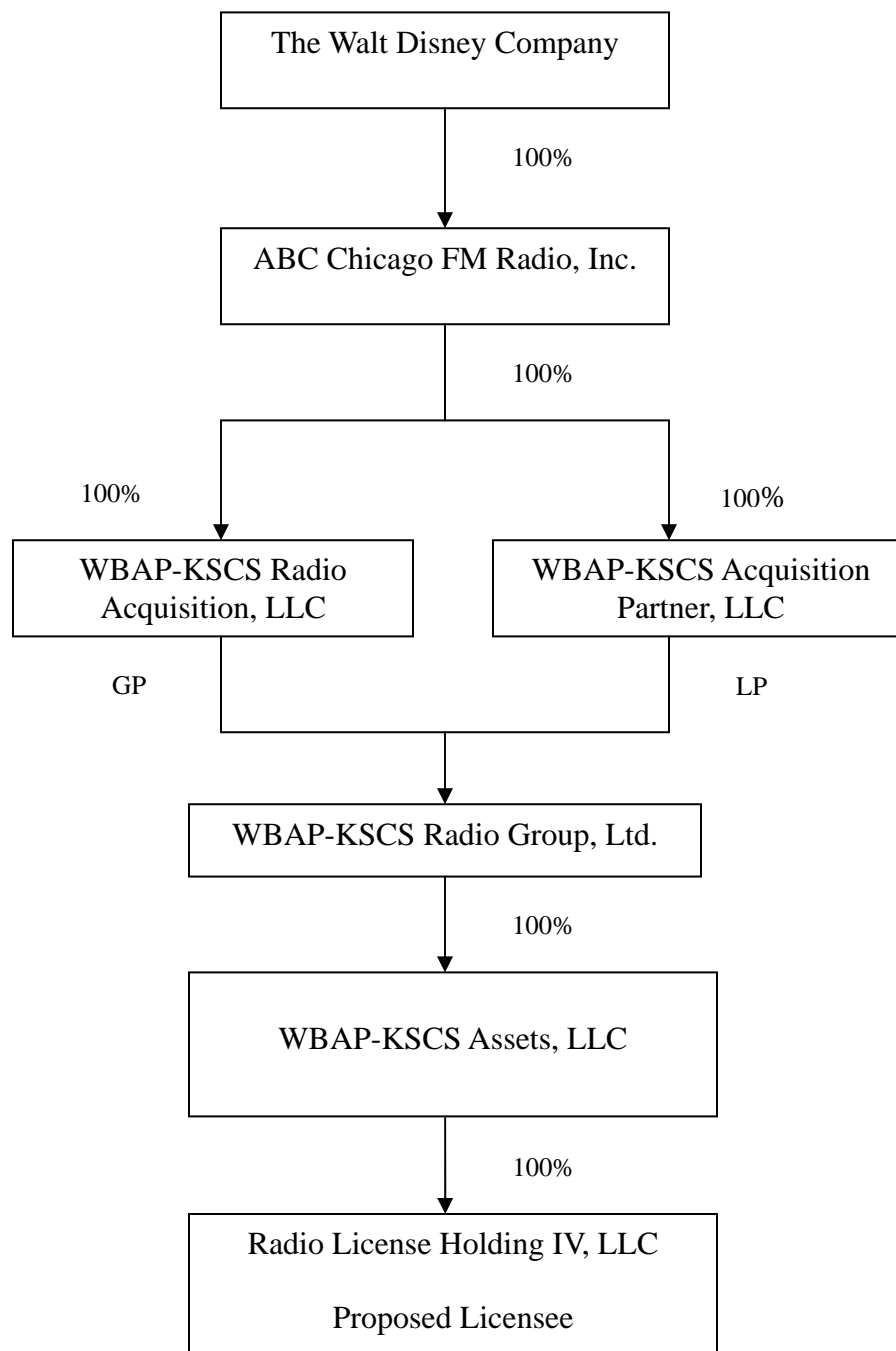 The Walt Disney Company
100%
ABC Chicago FM Radio, Inc.
100%
100%
100%
WBAP-KSCS Radio
Acquisition, LLC
WBAP-KSCS Acquisition
Partner, LLC
GP
LP
WBAP-KSCS Radio Group, Ltd.
100%
WBAP-KSCS Assets, LLC
100%
Radio License Holding IV, LLC
Proposed Licensee